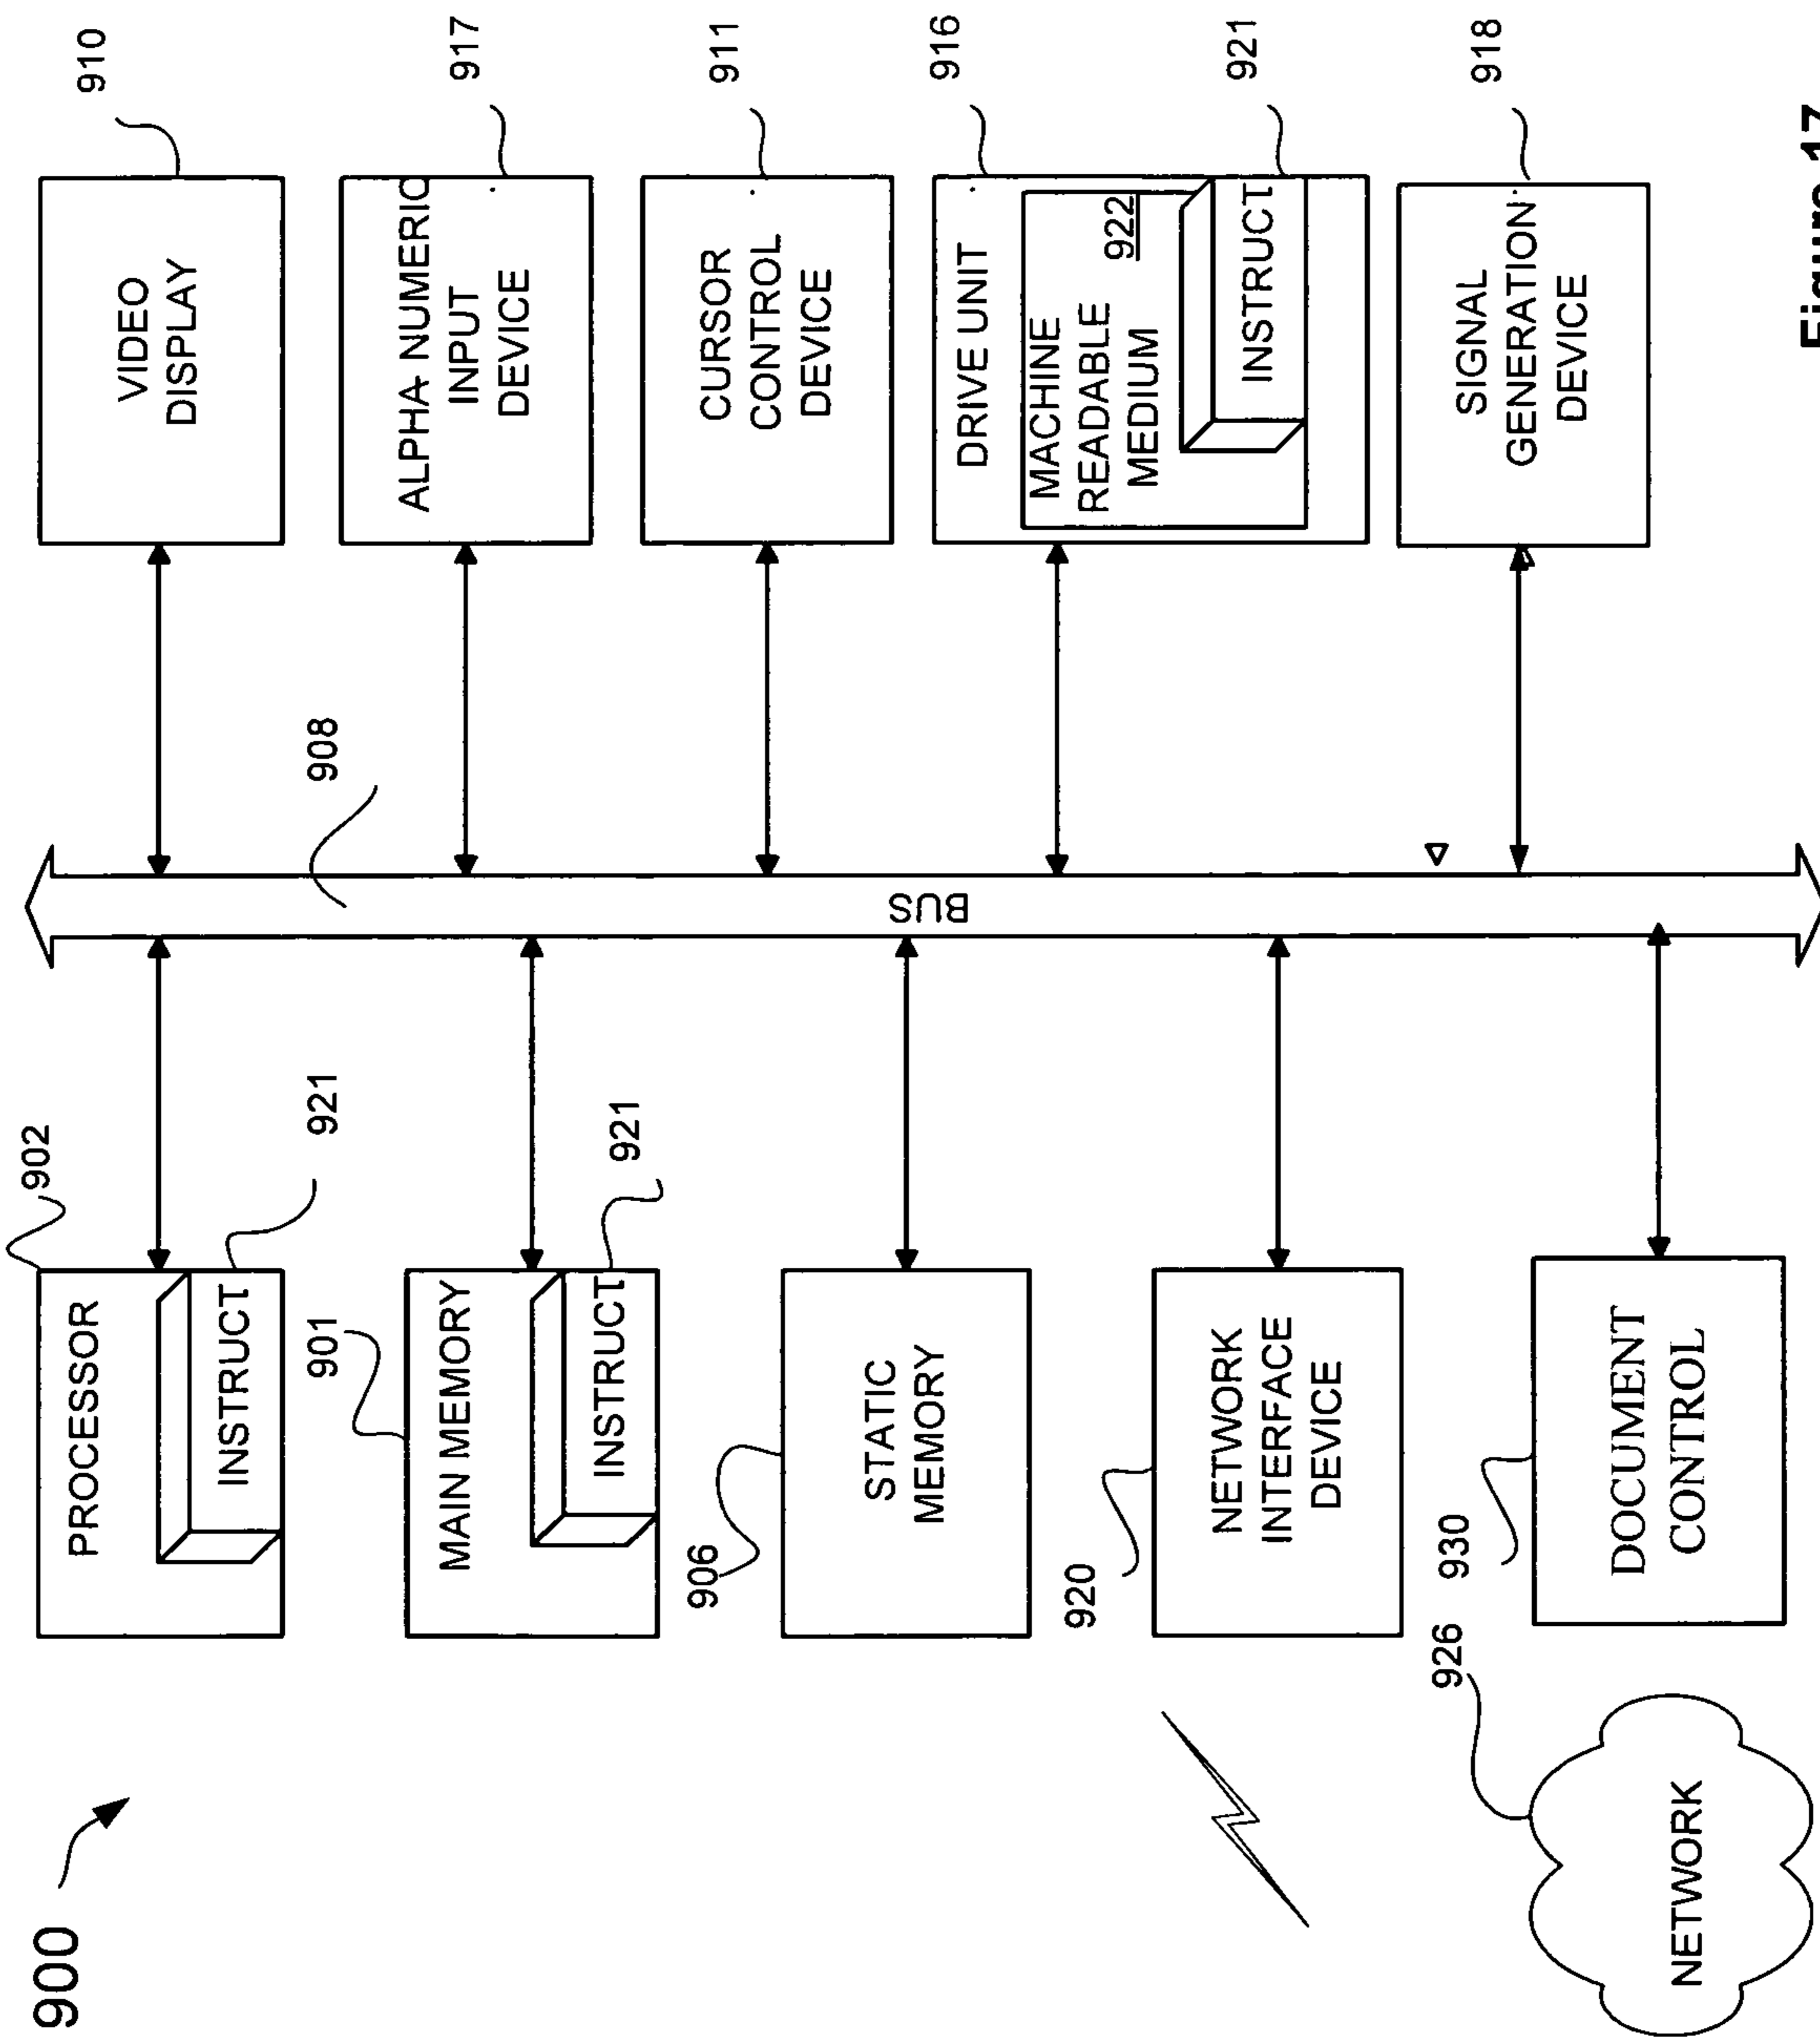 900
PROCESSOR
INSTRUCT
902
921
901
MAIN MEMORY
INSTRUCT
921
906
STATIC
MEMORY
920
NETWORK
INTERFACE
DEVICE
930
DOCUMENT
CONTROL
926
NETWORK
BUS
908
VIDEO
DISPLAY
910
ALPHA NUMERIC
INPUT
DEVICE
917
CURSOR
CONTROL
DEVICE
911
DRIVE UNIT
916
MACHINE
READABLE
MEDIUM
922
INSTRUCT
921
SIGNAL
GENERATION
DEVICE
918
Figure 17